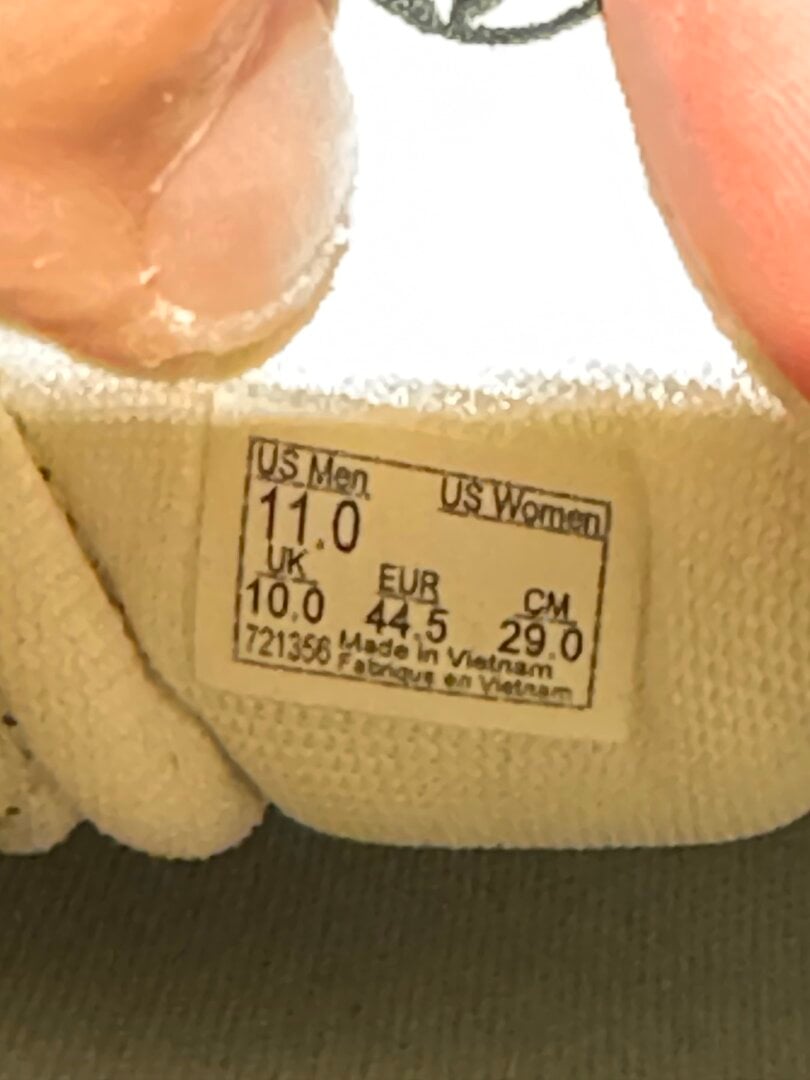 US Men US Women
11.0
UK EUR CM
10.0 44.5 29.0
721356 Made in Vietnam
Fabriqué en Vietnam